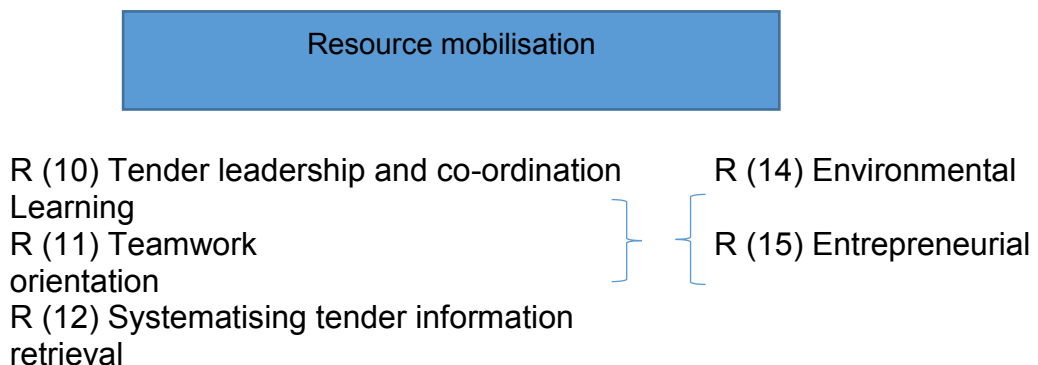 Resource mobilisation
R (10) Tender leadership and co-ordination R (14) Environmental
Learning
R (11) Teamwork R (15) Entrepreneurial
orientation
R (12) Systematising tender information
retrieval